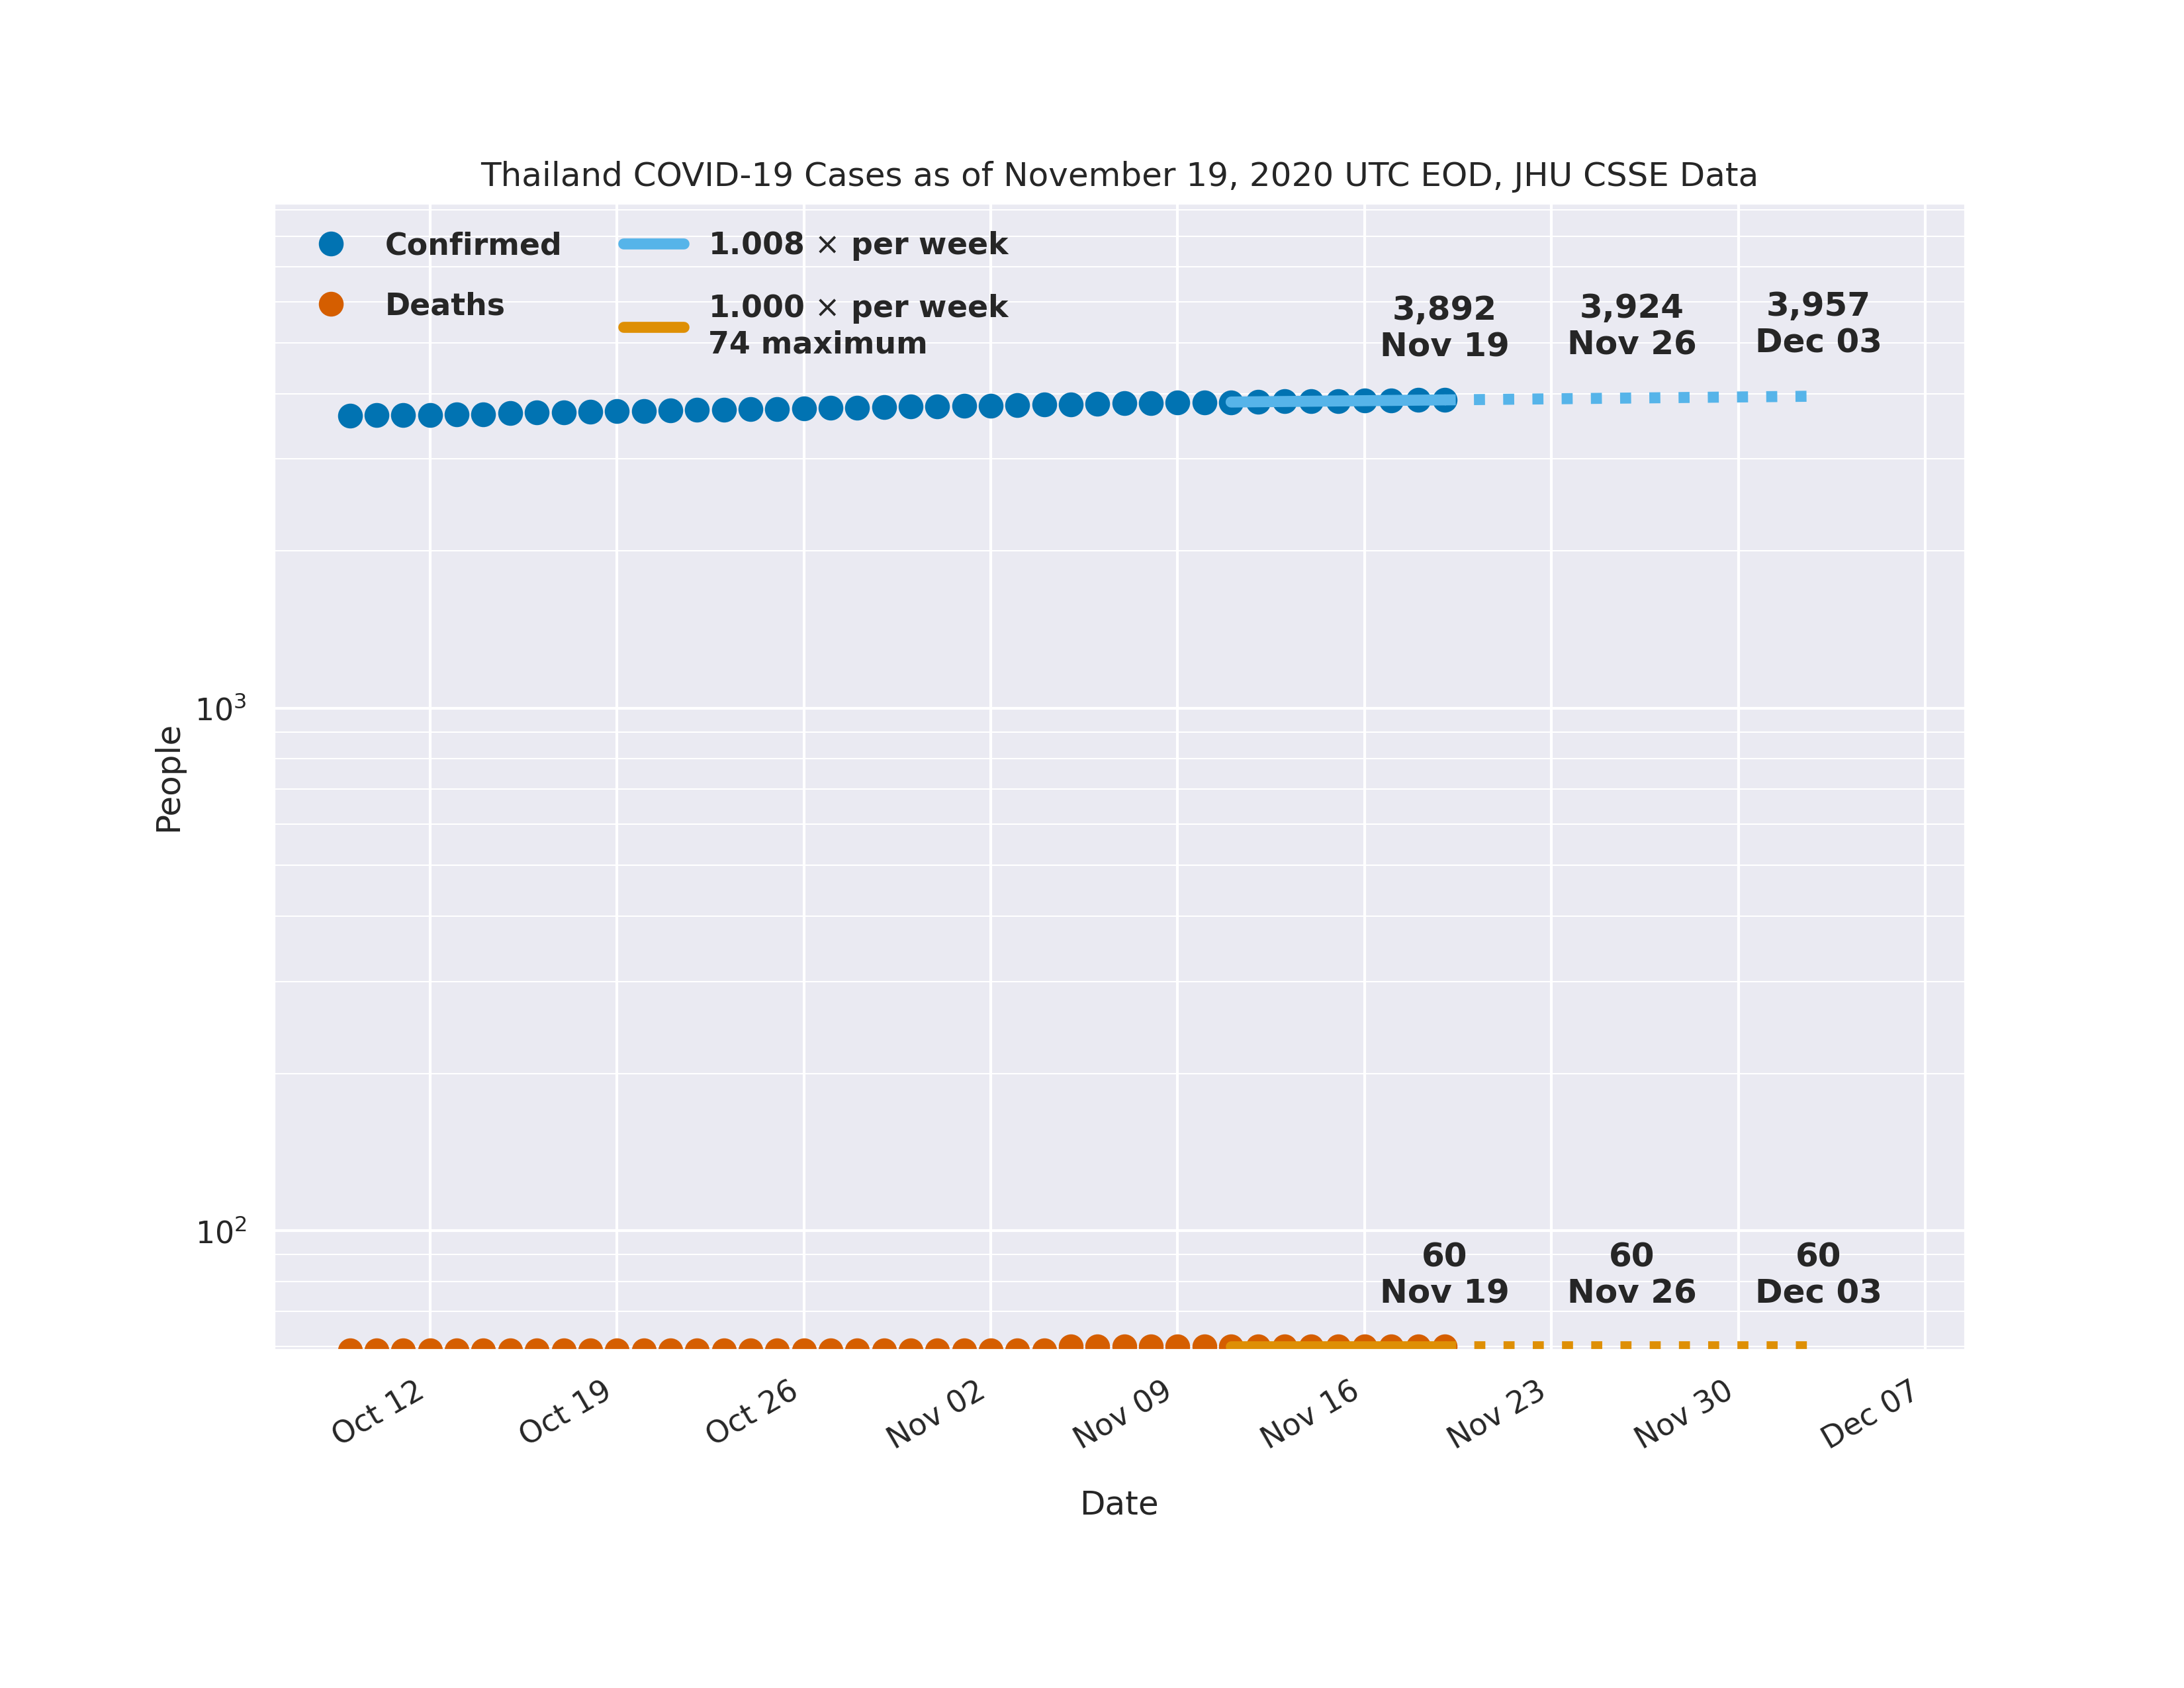 Thailand COVID-19 Cases as of November 19, 2020 UTC EOD, JHU CSSE Data
Confirmed
Deaths
1.008 × per week
1.000 × per week
74 maximum
3,892
Nov 19
3,924
Nov 26
3,957
Dec 03
People
10³
10²
60
Nov 19
60
Nov 26
60
Dec 03
Oct 12
Oct 19
Oct 26
Nov 02
Nov 09
Nov 16
Nov 23
Nov 30
Dec 07
Date